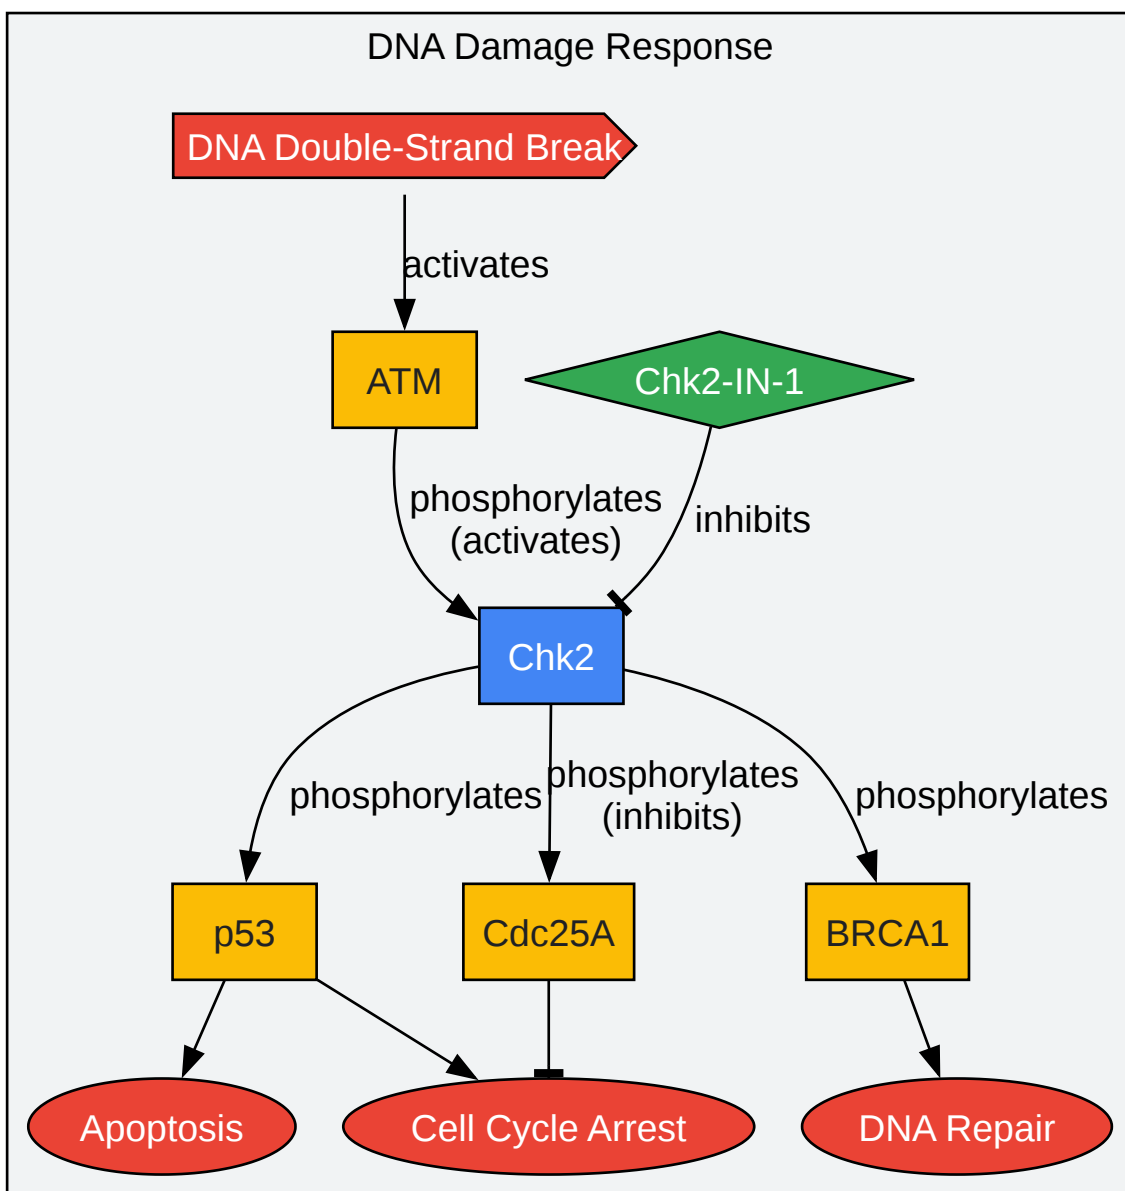 DNA Damage Response
DNA Double-Strand Break
activates
ATM
Chk2-IN-1
phosphorylates
(activates)
inhibits
Chk2
phosphorylates
phosphorylates
(inhibits)
phosphorylates
p53
Cdc25A
BRCA1
Apoptosis
Cell Cycle Arrest
DNA Repair